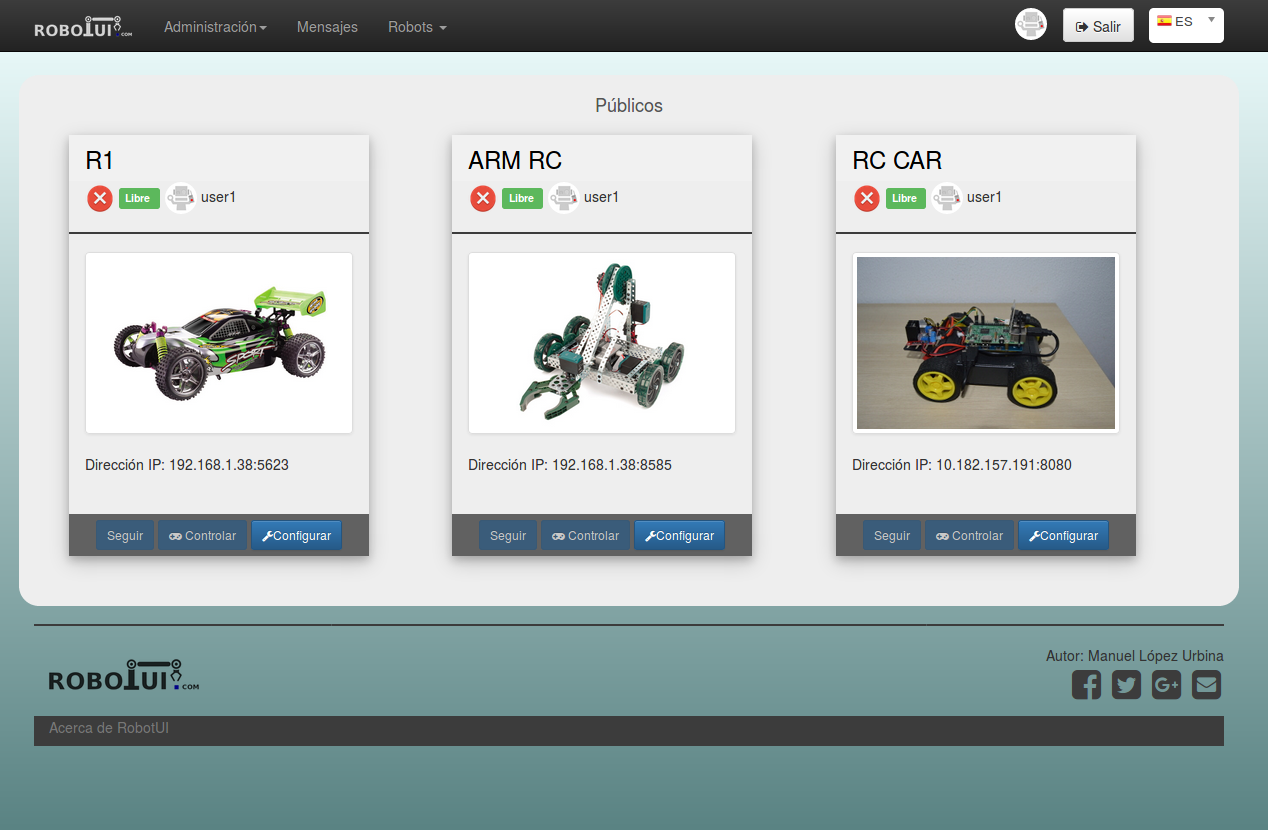 ROBOTUI.COM Administración Mensajes Robots Salir ES
Públicos
R1
Libre user1
Dirección IP: 192.168.1.38:5623
Seguir Controlar Configurar
ARM RC
Libre user1
Dirección IP: 192.168.1.38:8585
Seguir Controlar Configurar
RC CAR
Libre user1
Dirección IP: 10.182.157.191:8080
Seguir Controlar Configurar
ROBOTUI.COM
Autor: Manuel López Urbina
Acerca de RobotUI